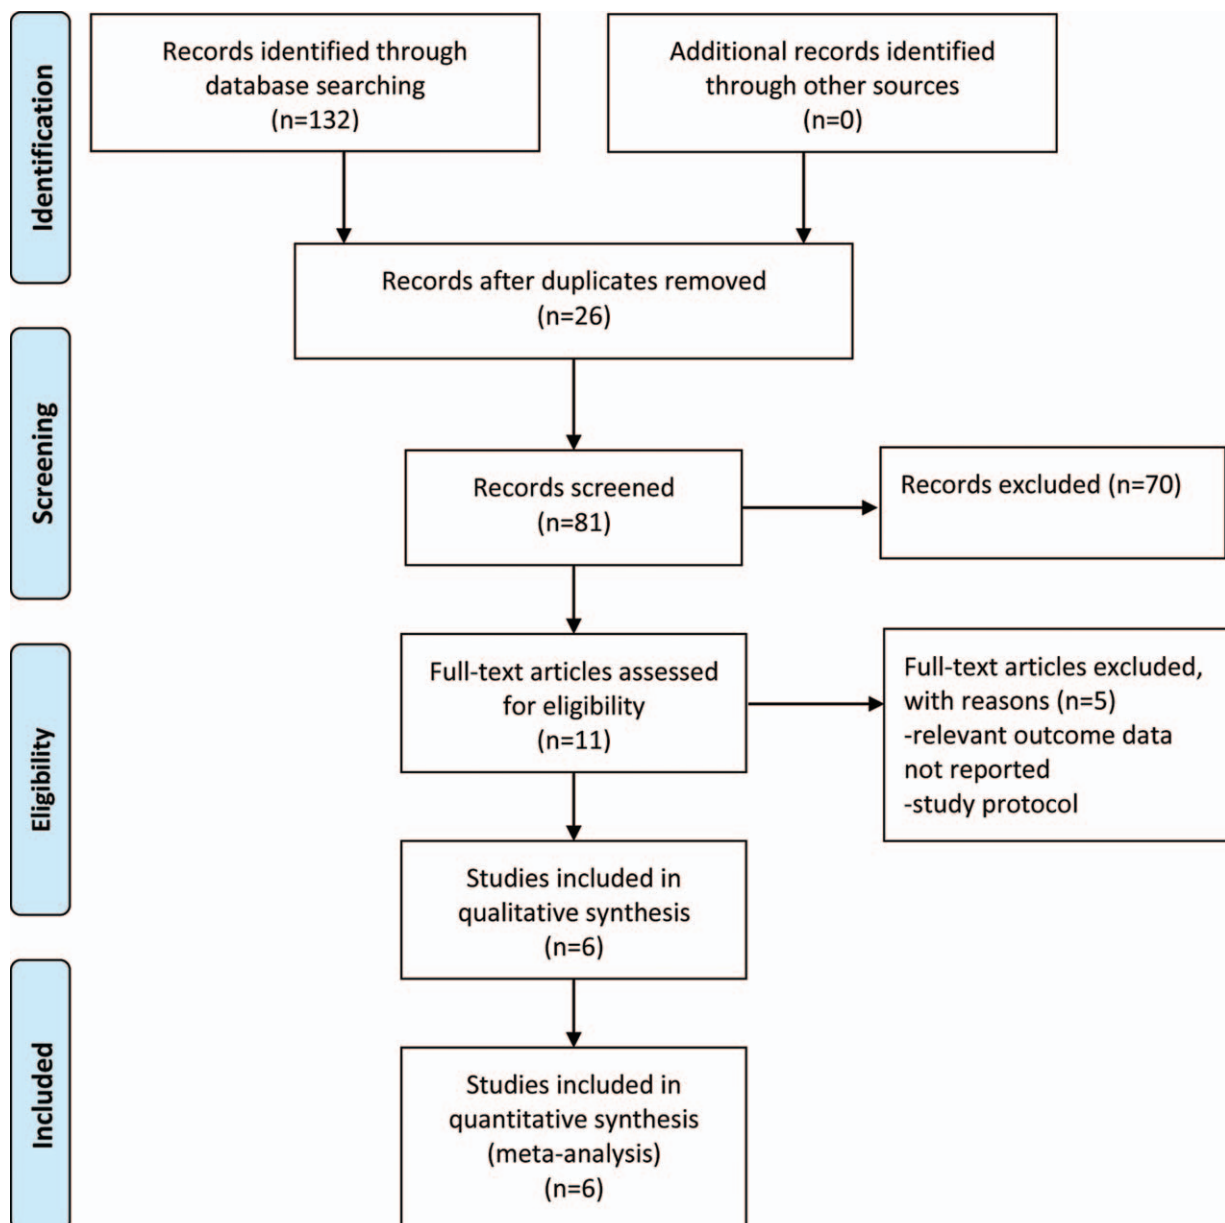 Identification
Records identified through
database searching
(n=132)
Additional records identified
through other sources
(n=0)
Records after duplicates removed
(n=26)
Screening
Records screened
(n=81)
Records excluded (n=70)
Eligibility
Full-text articles assessed
for eligibility
(n=11)
Full-text articles excluded,
with reasons (n=5)
-relevant outcome data
not reported
-study protocol
Studies included in
qualitative synthesis
(n=6)
Included
Studies included in
quantitative synthesis
(meta-analysis)
(n=6)